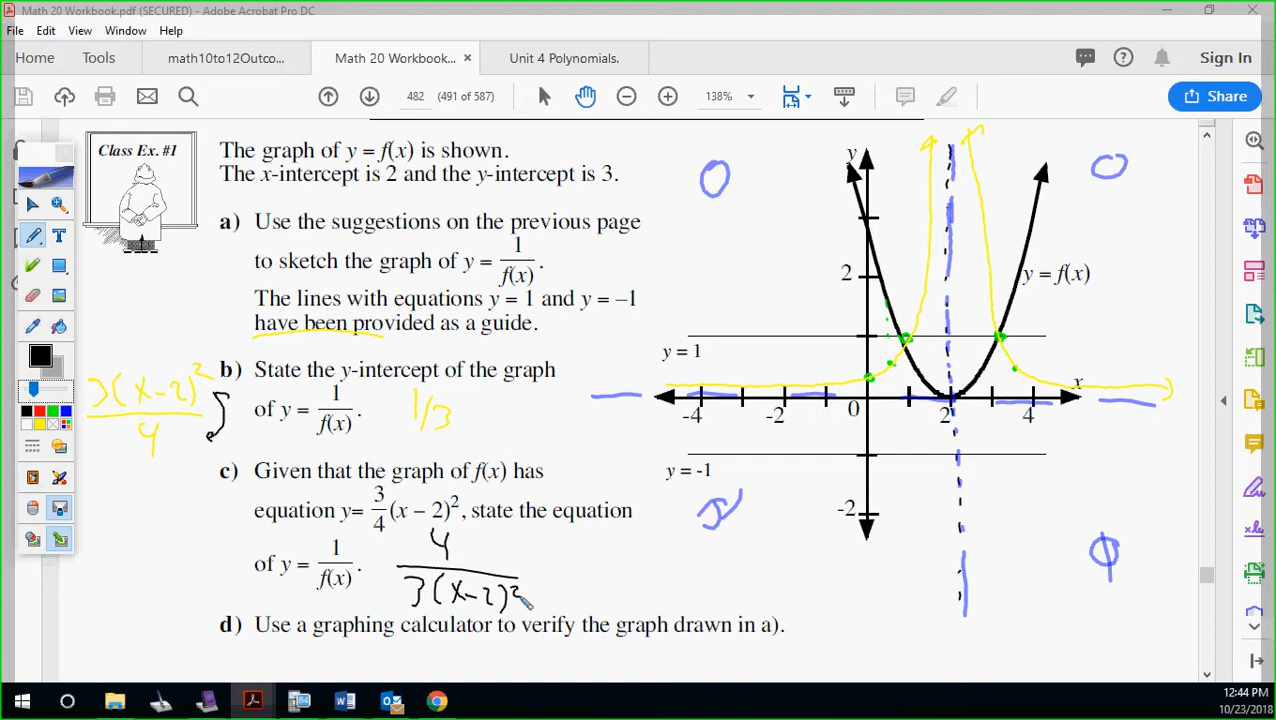 Math 20 Workbook.pdf (SECURED) - Adobe Acrobat Pro DC
File Edit View Window Help
Home Tools math10to12Outco... Math 20 Workbook... × Unit 4 Polynomials.
Sign In
482 (491 of 587) 138% Share
Class Ex. #1
The graph of y = f(x) is shown.
The x-intercept is 2 and the y-intercept is 3.
a) Use the suggestions on the previous page
to sketch the graph of y = 1/f(x).
The lines with equations y = 1 and y = –1
have been provided as a guide.
b) State the y-intercept of the graph
of y = 1/f(x). 1/3
3(x-2)²/4
c) Given that the graph of f(x) has
equation y= 3/4(x – 2)², state the equation
of y = 1/f(x). 4/3(x-2)²
d) Use a graphing calculator to verify the graph drawn in a).
y
2
y = f(x)
y = 1
x
-4 -2 0 2 4
y = -1
-2
12:44 PM
10/23/2018